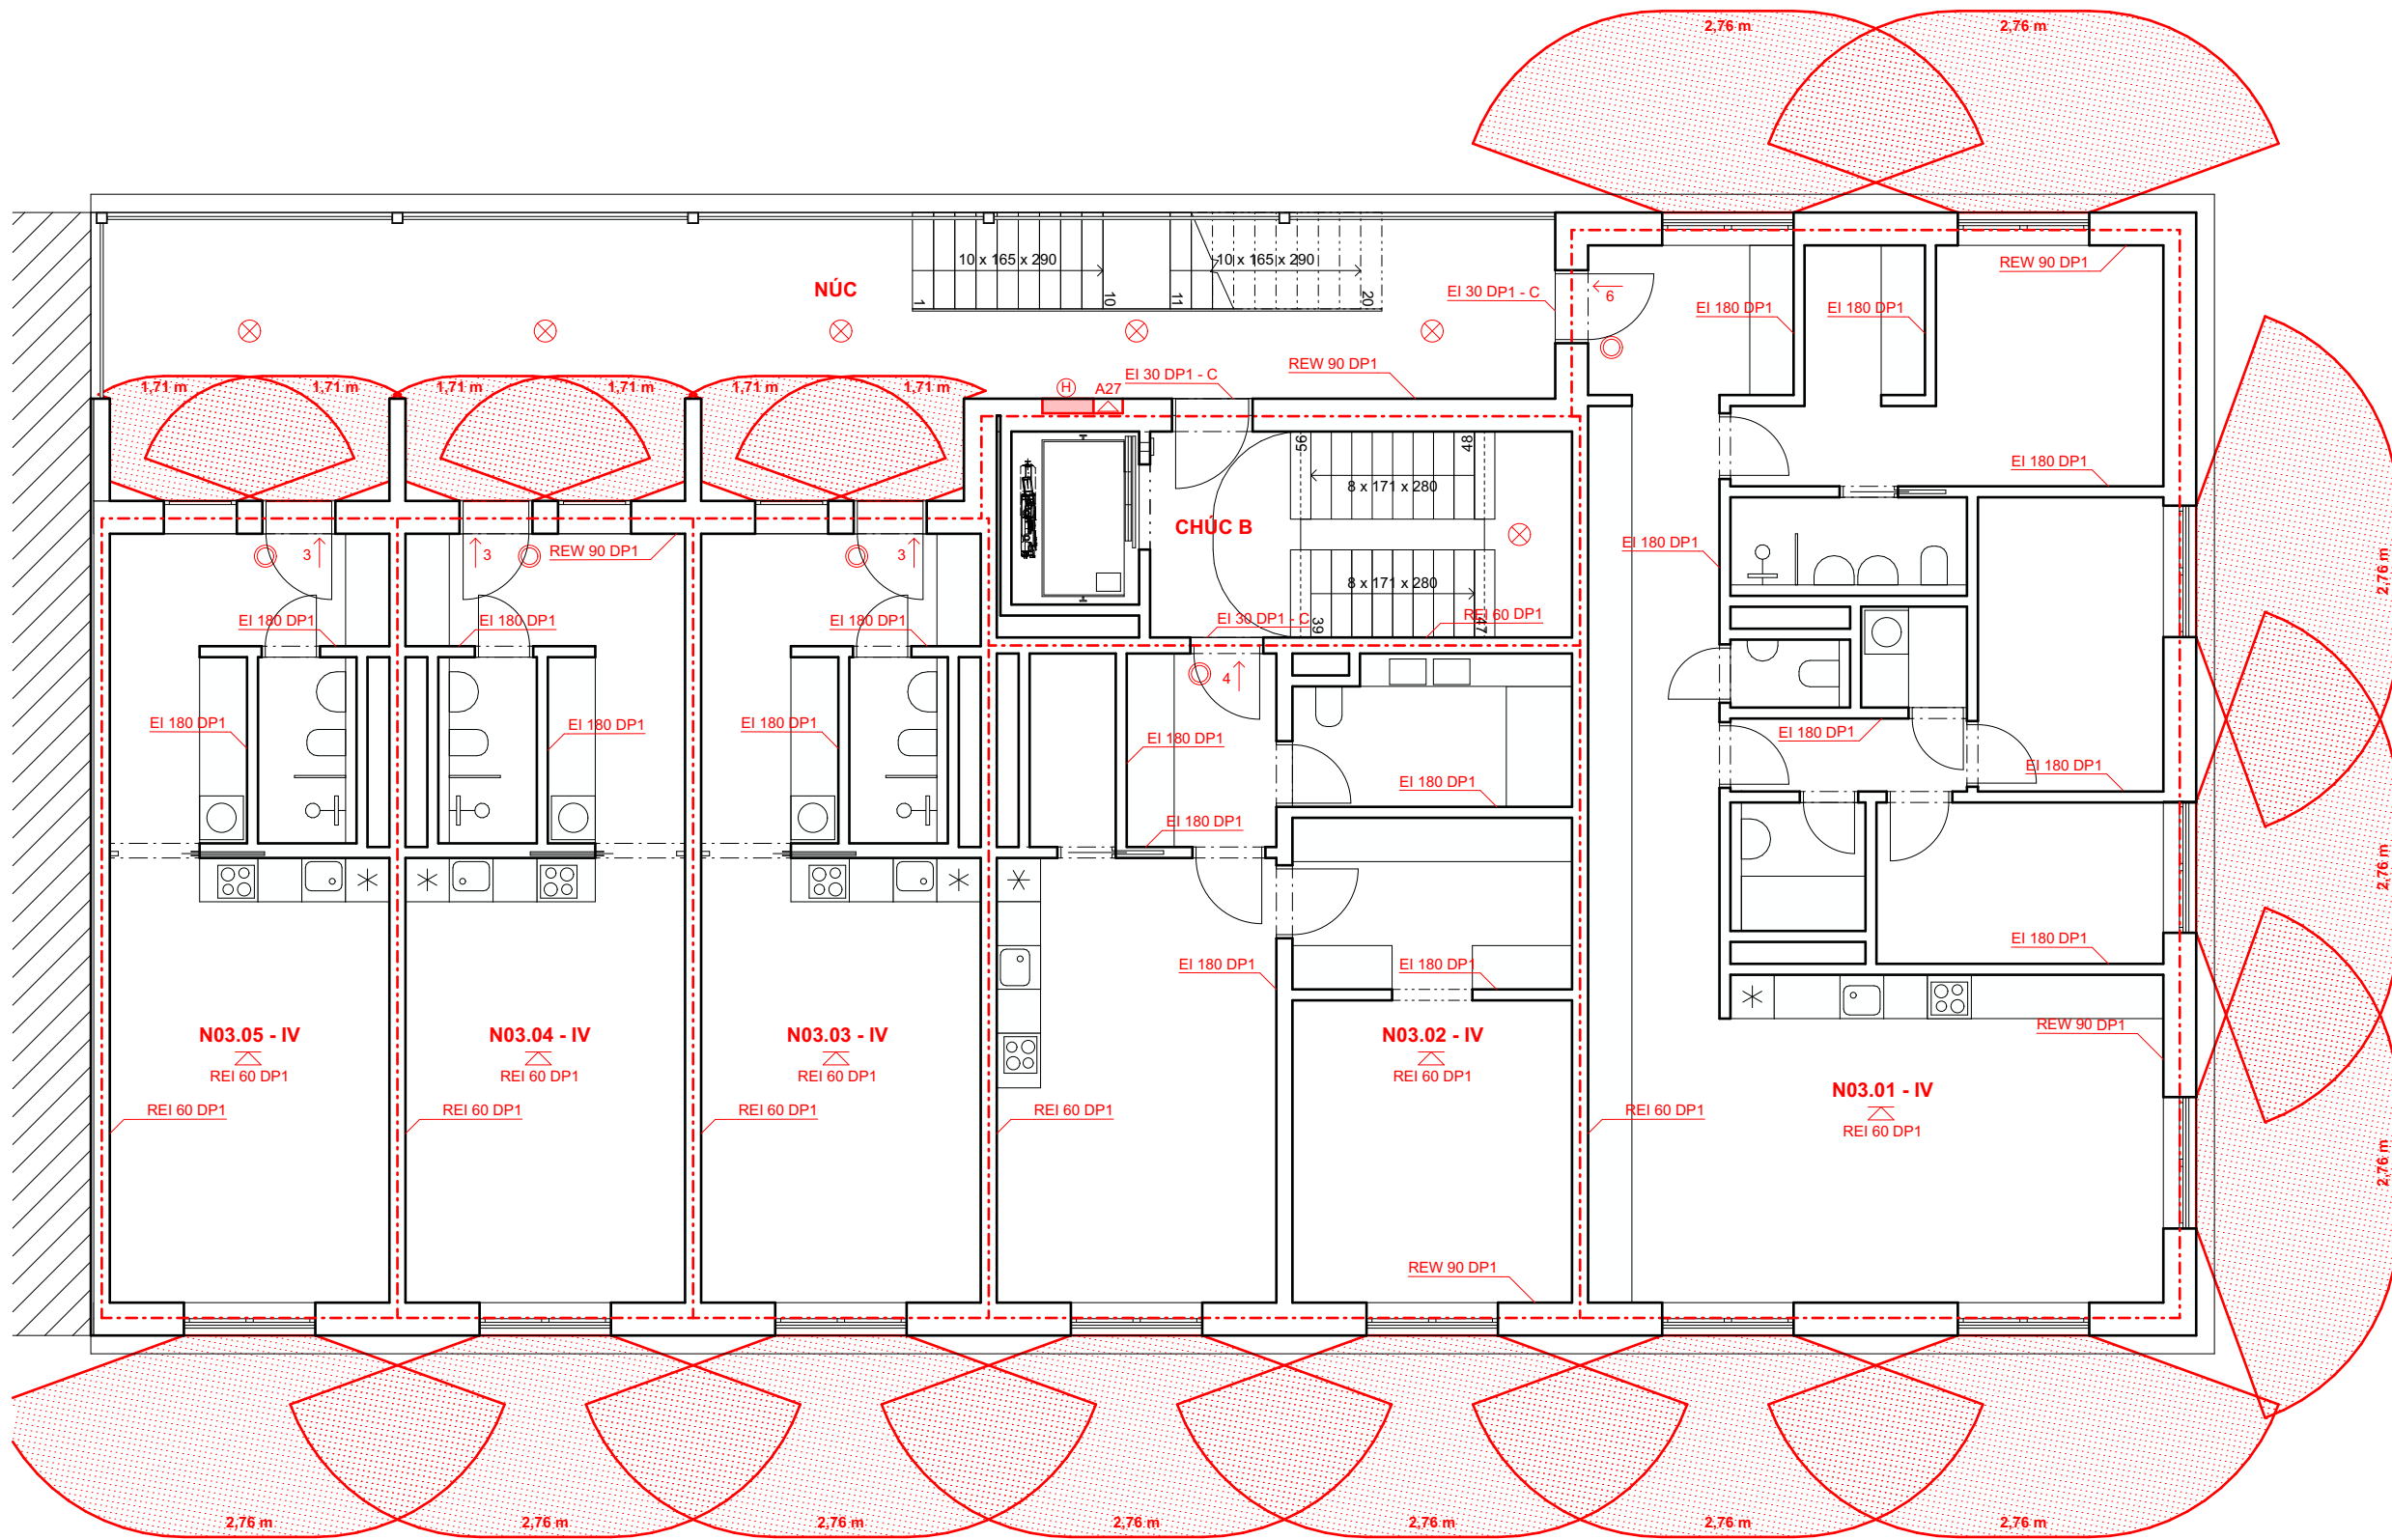 2,76 m
2,76 m
10 x 165 x 290
10 x 165 x 290
1
10
11
20
NÚC
EI 30 DP1 - C
6
REW 90 DP1
EI 180 DP1
EI 180 DP1
1,71 m
1,71 m
1,71 m
1,71 m
1,71 m
1,71 m
H
A27
EI 30 DP1 - C
REW 90 DP1
56
48
8 x 171 x 280
CHÚC B
8 x 171 x 280
39
47
EI 30 DP1 - C
REI 60 DP1
EI 180 DP1
EI 180 DP1
2,76 m
3
3
REW 90 DP1
3
EI 180 DP1
EI 180 DP1
EI 180 DP1
4
EI 180 DP1
EI 180 DP1
EI 180 DP1
EI 180 DP1
EI 180 DP1
EI 180 DP1
EI 180 DP1
EI 180 DP1
2,76 m
EI 180 DP1
EI 180 DP1
EI 180 DP1
N03.05 - IV
REI 60 DP1
N03.04 - IV
REI 60 DP1
N03.03 - IV
REI 60 DP1
N03.02 - IV
REI 60 DP1
REW 90 DP1
N03.01 - IV
REI 60 DP1
REI 60 DP1
REI 60 DP1
REI 60 DP1
REI 60 DP1
REI 60 DP1
2,76 m
REW 90 DP1
2,76 m
2,76 m
2,76 m
2,76 m
2,76 m
2,76 m
2,76 m